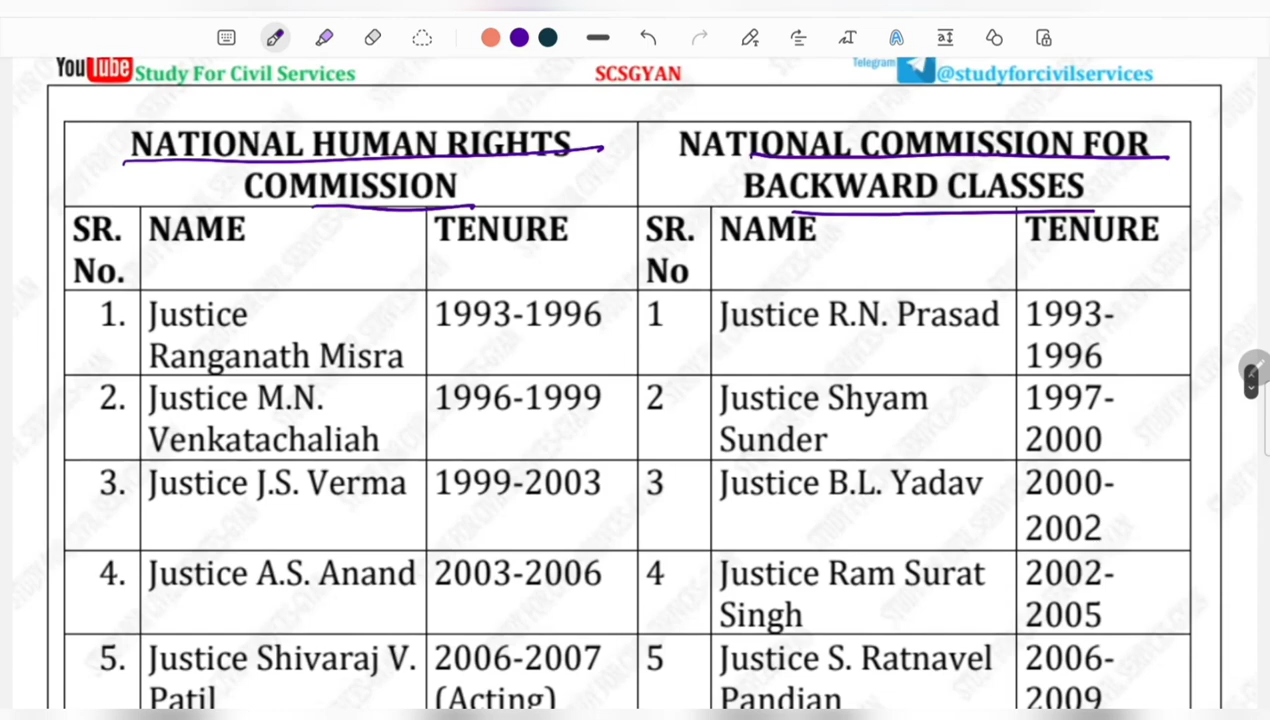 YouTube Study For Civil Services SCSGYAN Telegram @studyforcivilservices
NATIONAL HUMAN RIGHTS COMMISSION NATIONAL COMMISSION FOR BACKWARD CLASSES
SR. No. NAME TENURE SR. No NAME TENURE
1. Justice Ranganath Misra 1993-1996 1 Justice R.N. Prasad 1993-1996
2. Justice M.N. Venkatachaliah 1996-1999 2 Justice Shyam Sunder 1997-2000
3. Justice J.S. Verma 1999-2003 3 Justice B.L. Yadav 2000-2002
4. Justice A.S. Anand 2003-2006 4 Justice Ram Surat Singh 2002-2005
5. Justice Shivaraj V. Patil 2006-2007 (Acting) 5 Justice S. Ratnavel Pandian 2006-2009